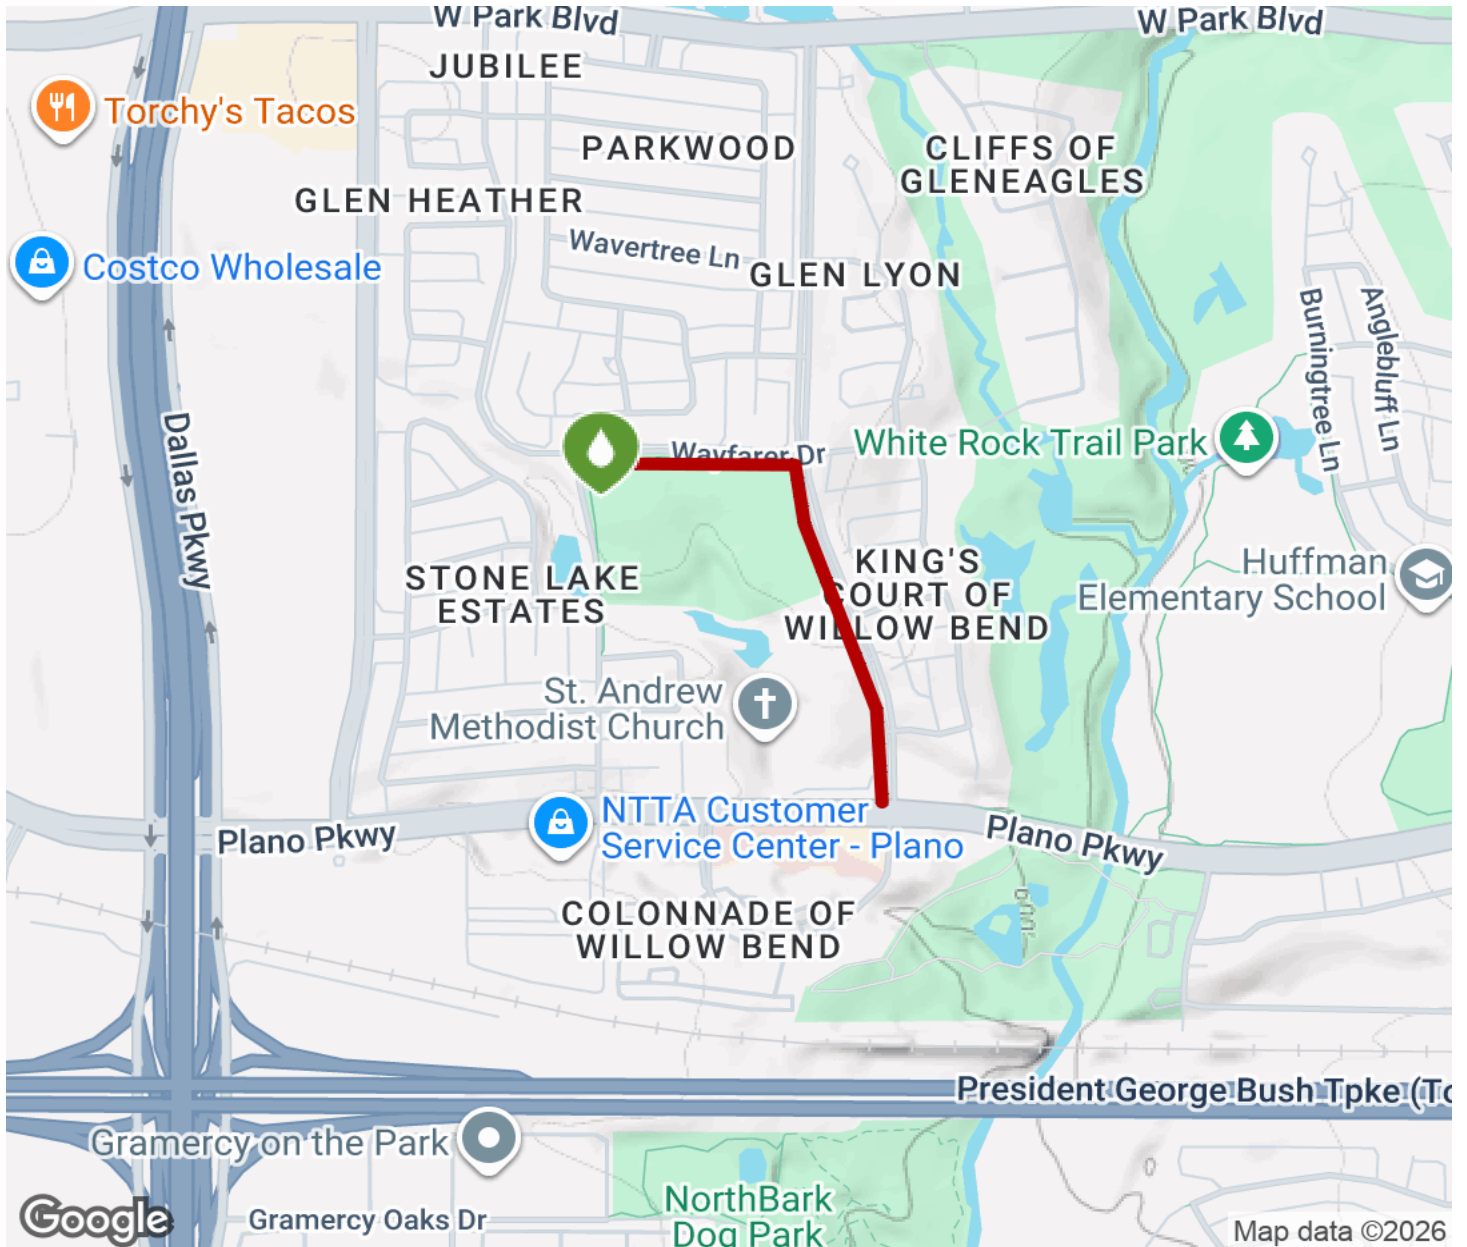 W Park Blvd
W Park Blvd
JUBILEE
Torchy's Tacos
PARKWOOD
CLIFFS OF
GLENEAGLES
GLEN HEATHER
Wavertree Ln
Costco Wholesale
GLEN LYON
Burningtree Ln
Anglebluff Ln
Dallas Pkwy
Wayfarer Dr
White Rock Trail Park
KING'S
COURT OF
WILLOW BEND
Huffman
Elementary School
STONE LAKE
ESTATES
St. Andrew
Methodist Church
NTTA Customer
Service Center - Plano
Plano Pkwy
Plano Pkwy
COLONNADE OF
WILLOW BEND
President George Bush Tpke (To
Gramercy on the Park
NorthBark
Dog Park
Gramercy Oaks Dr
Google
Map data ©2026